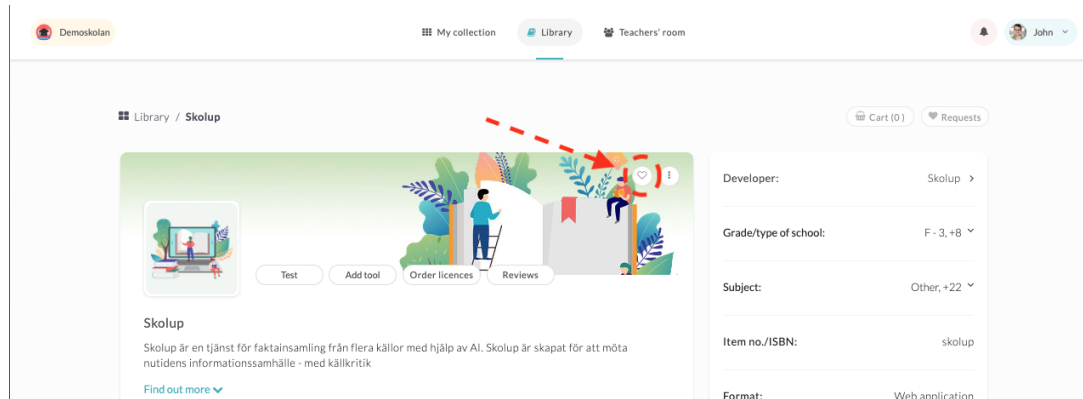 Demoskolan
My collection
Library
Teachers' room
John
Library / Skolup
Cart (0)
Requests
Test
Add tool
Order licences
Reviews
Skolup
Skolup är en tjänst för faktainsamling från flera källor med hjälp av AI. Skolup är skapat för att möta
nutidens informationssamhälle - med källkritik
Find out more
Developer: Skolup
Grade/type of school: F - 3, +8
Subject: Other, +22
Item no./ISBN: skolup
Format: Web application